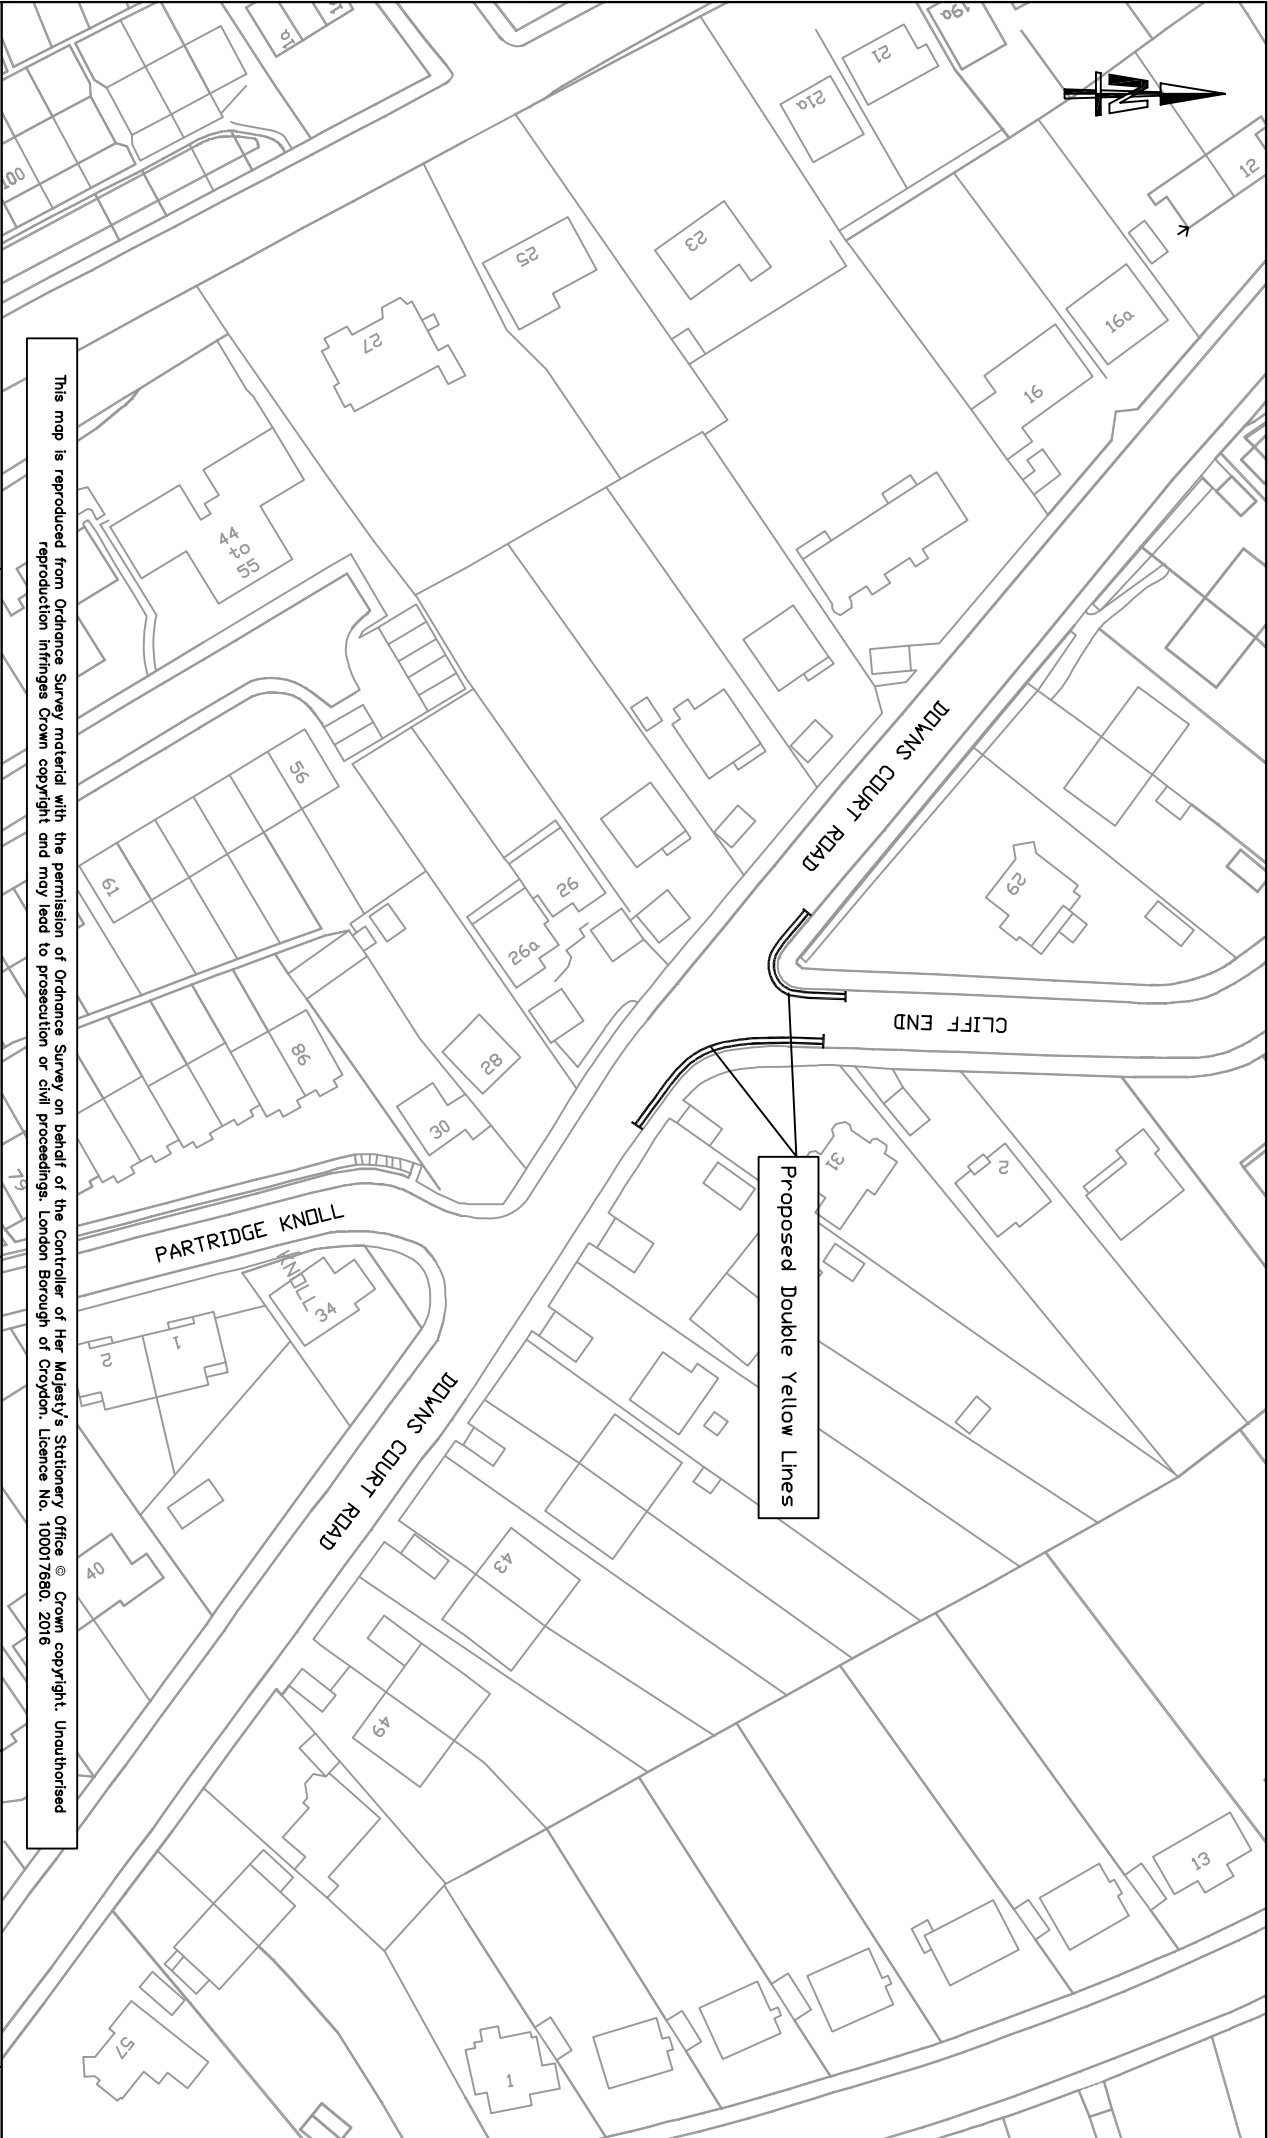 19a
1a
21
21a
N
12
100
23
25
16a
27
16
44
to
55
DOWNS COURT ROAD
56
29
61
26
26a
CLIFF END
86
28
30
31
2
79
Proposed Double Yellow Lines
PARTRIDGE KNOLL
KNOLL
34
1
2
DOWNS COURT ROAD
43
40
49
13
57
1
This map is reproduced from Ordnance Survey material with the permission of Ordnance Survey on behalf of the Controller of Her Majesty's Stationery Office © Crown copyright. Unauthorised
reproduction infringes Crown copyright and may lead to prosecution or civil proceedings. London Borough of Croydon. Licence No. 100017680. 2016